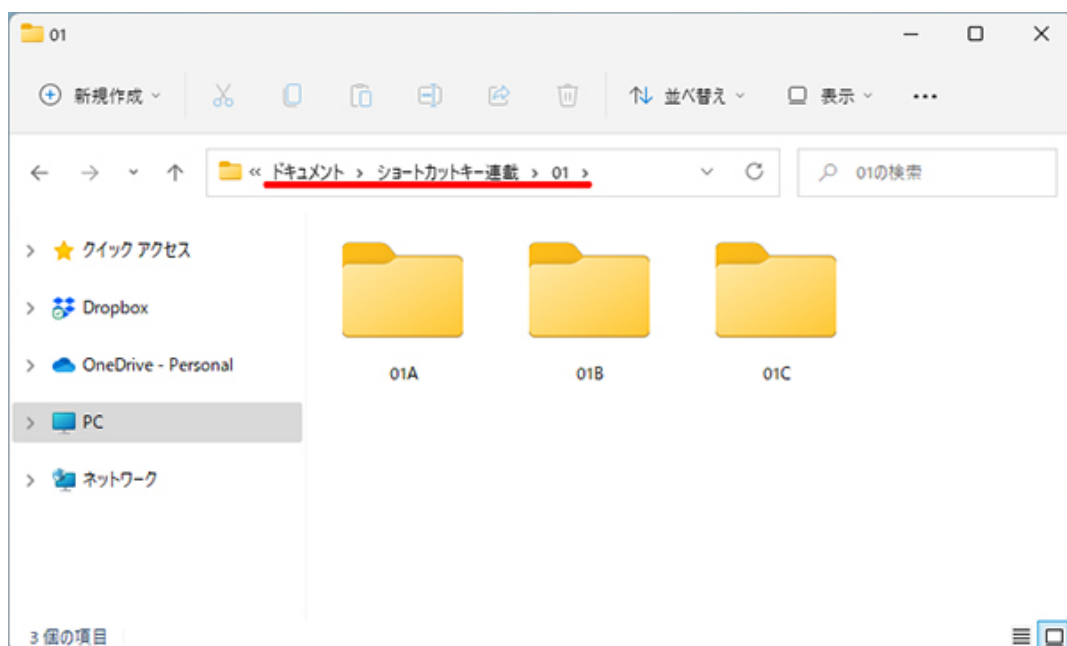 01
新規作成 並べ替え 表示 •••
« ドキュメント › ショートカットキー連載 › 01 › 01の検索
クイック アクセス
Dropbox
OneDrive - Personal
PC
ネットワーク
01A 01B 01C
3 個の項目